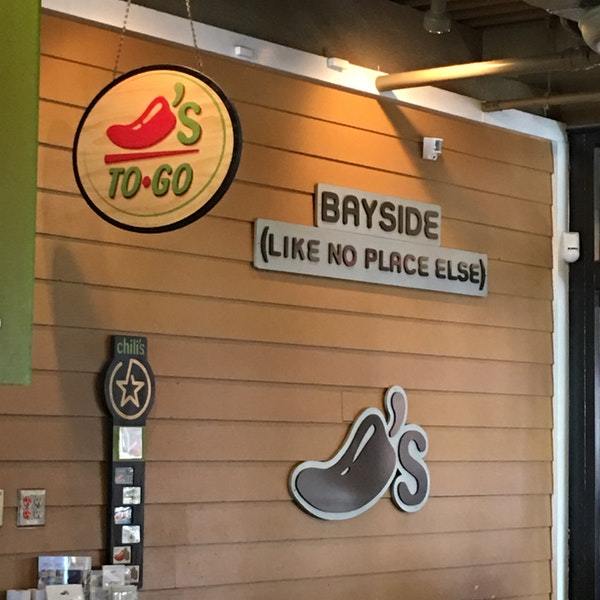 's
TO•GO
BAYSIDE
(LIKE NO PLACE ELSE)
chili's
's